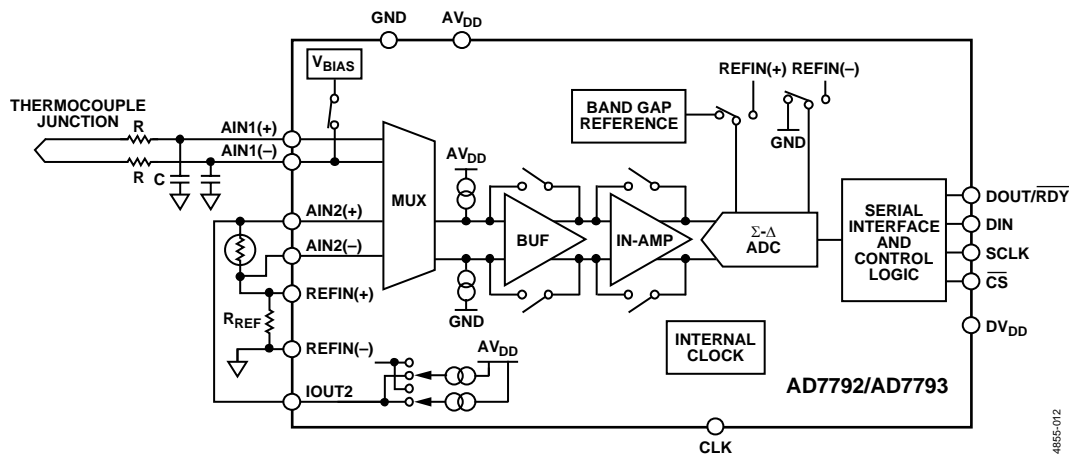 GND
AVDD
VBIAS
REFIN(+) REFIN(–)
THERMOCOUPLE
JUNCTION
R
AIN1(+)
BAND GAP
REFERENCE
GND
AIN1(–)
R
C
AVDD
MUX
DOUT/RDY
SERIAL
INTERFACE
AND
CONTROL
LOGIC
AIN2(+)
BUF
IN-AMP
Σ-Δ
ADC
DIN
AIN2(–)
SCLK
CS
REFIN(+)
GND
RREF
INTERNAL
CLOCK
DVDD
REFIN(–)
AVDD
AD7792/AD7793
IOUT2
CLK
4855-012